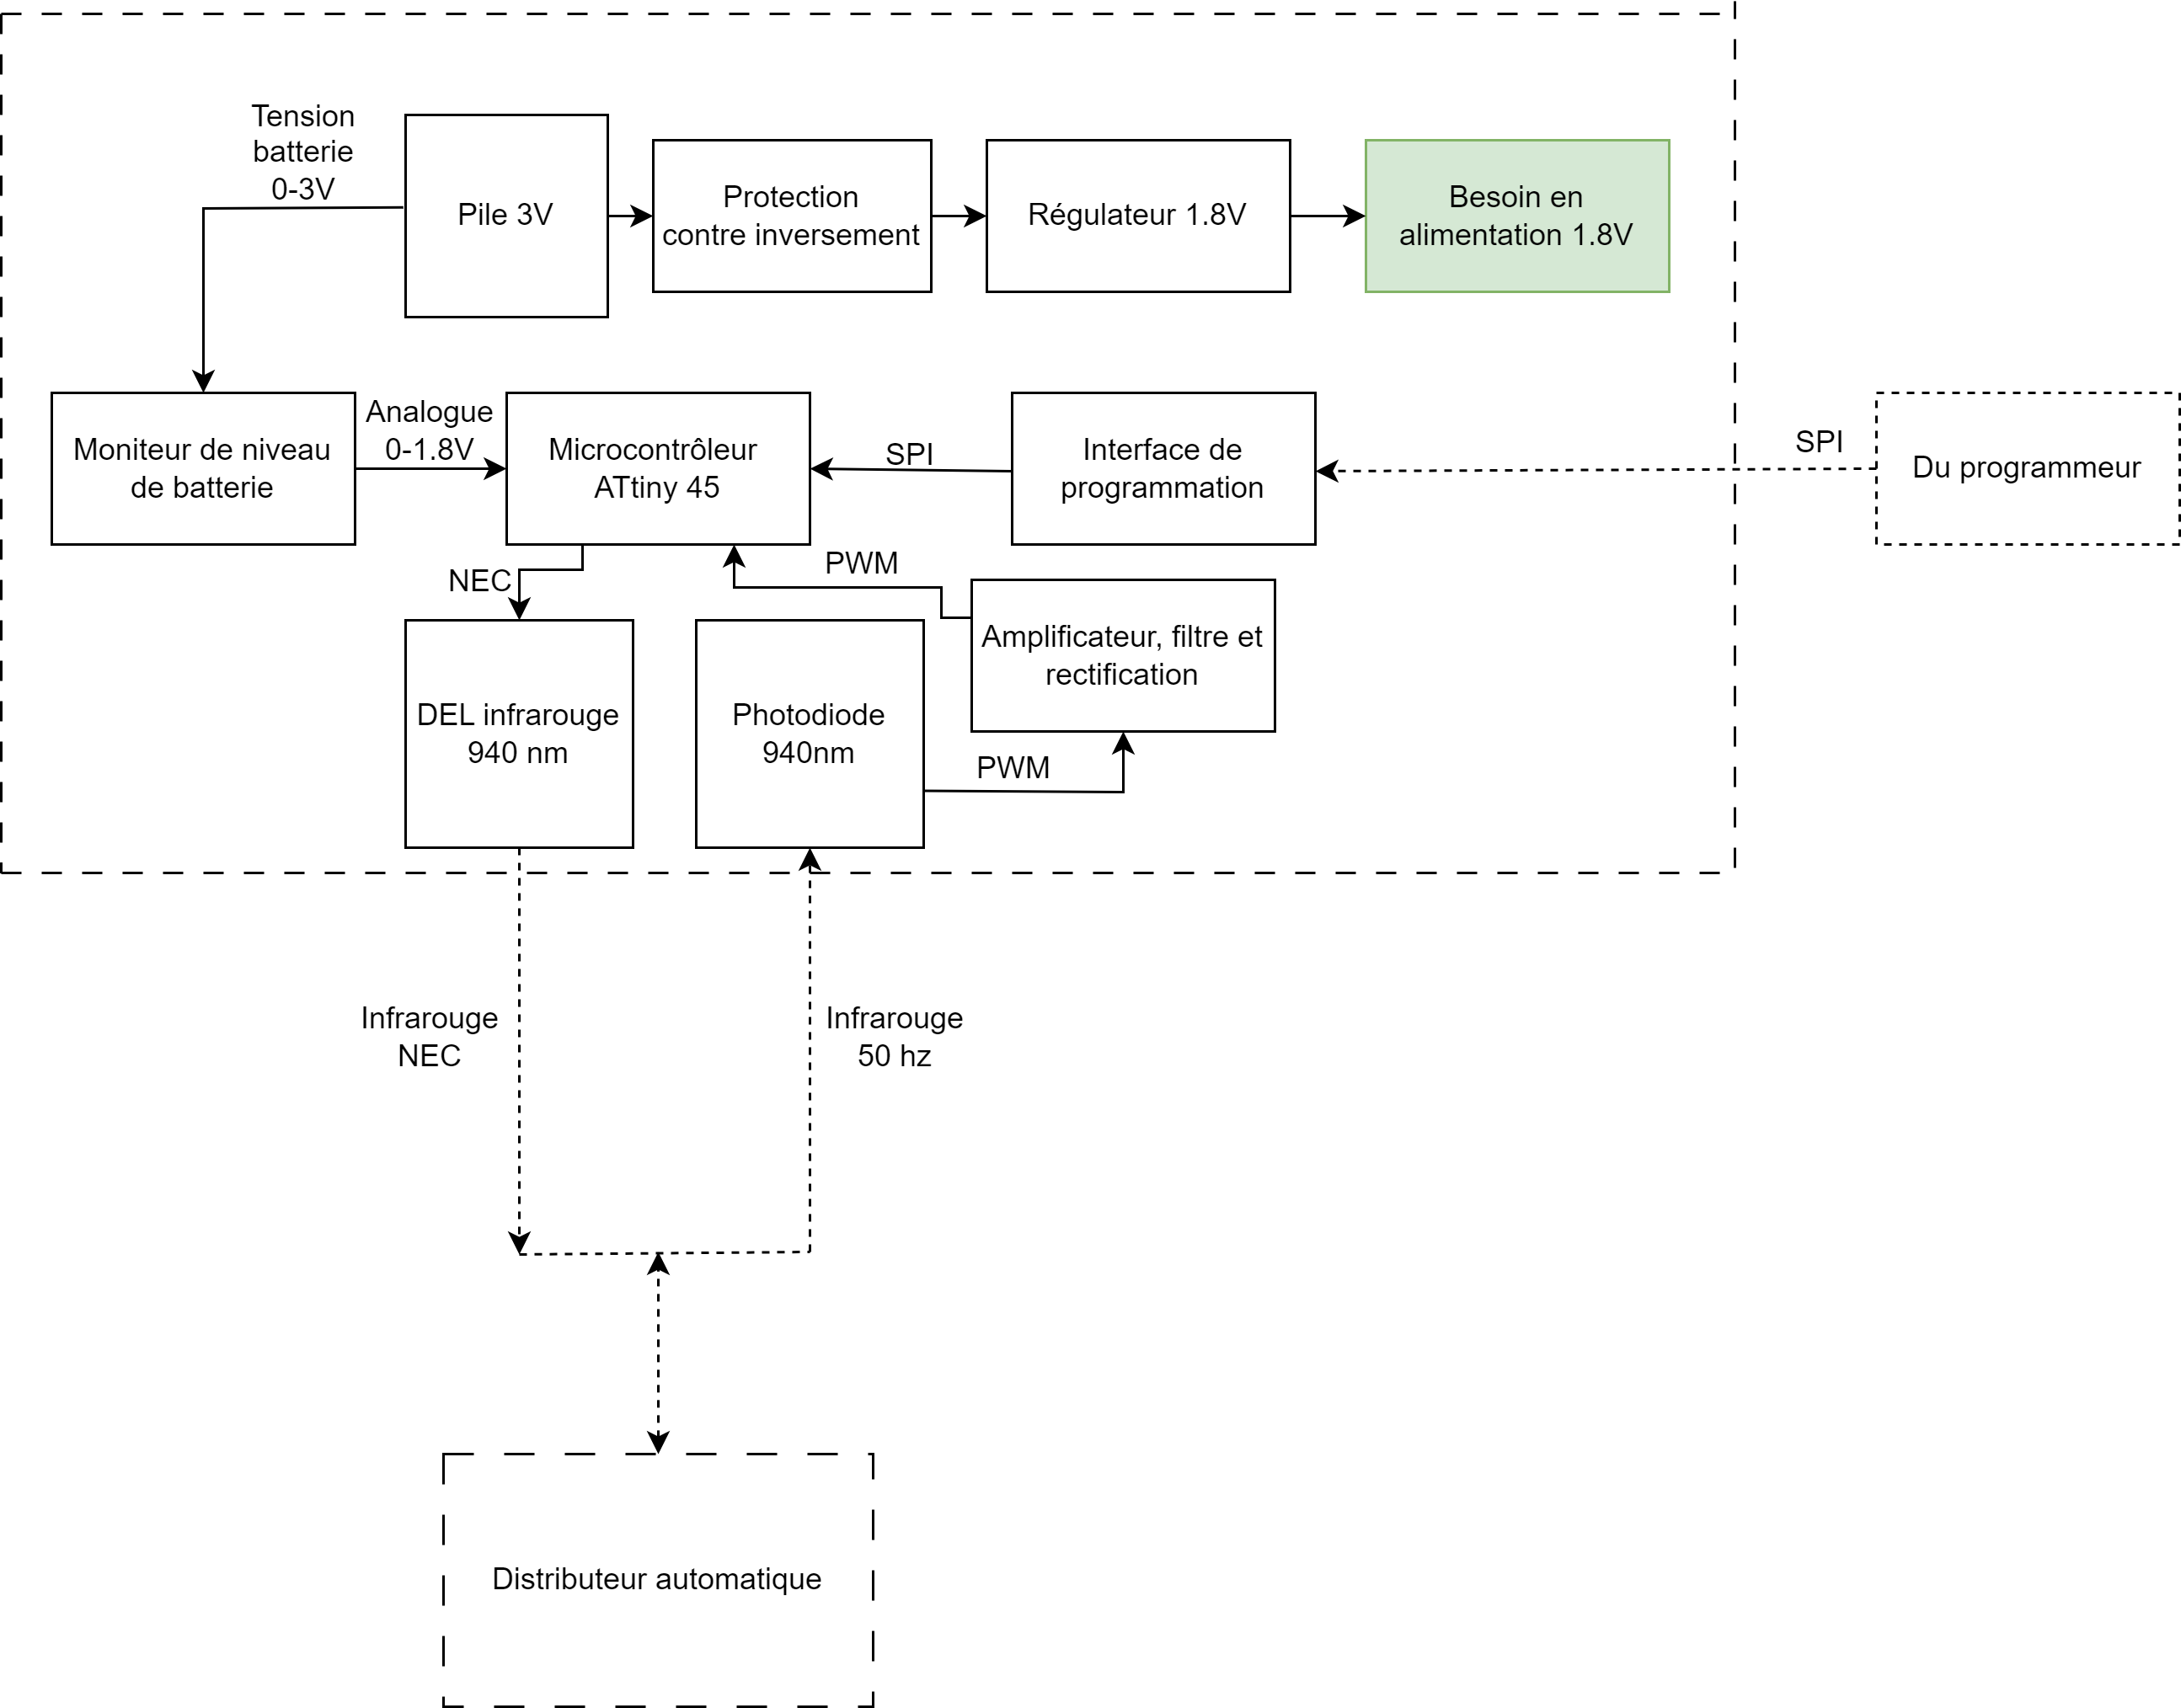 Tension
batterie
0-3V
Pile 3V
Protection
contre inversement
Régulateur 1.8V
Besoin en
alimentation 1.8V
Moniteur de niveau
de batterie
Analogue
0-1.8V
Microcontrôleur
ATtiny 45
SPI
Interface de
programmation
SPI
Du programmeur
NEC
PWM
Amplificateur, filtre et
rectification
DEL infrarouge
940 nm
Photodiode
940nm
PWM
Infrarouge
NEC
Infrarouge
50 hz
Distributeur automatique